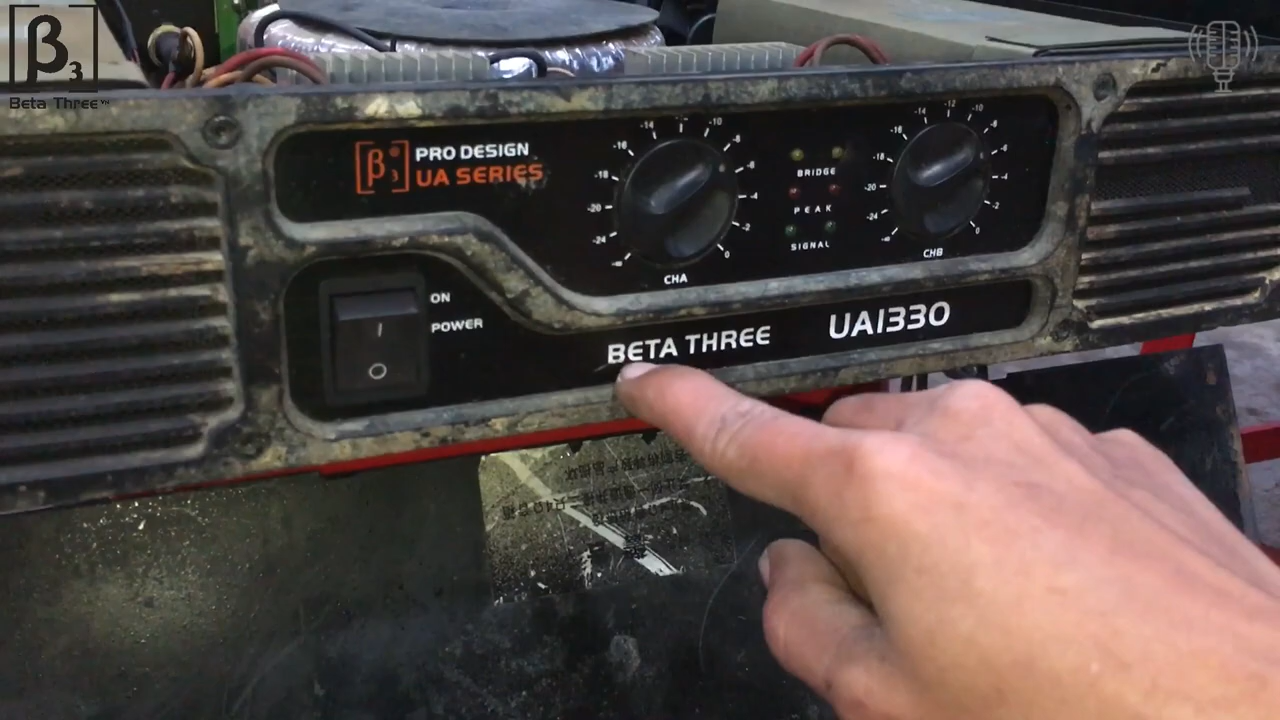 [β3]
Beta Three™
[β3] PRO DESIGN
UA SERIES
-∞ -24 -20 -18 -16 -14 -10 -8 -6 -4 -2 0
CHA
BRIDGE
PEAK
SIGNAL
-∞ -24 -20 -18 -16 -14 -12 -10 -8 -6 -4 -2 0
CHB
ON
POWER
I
O
BETA THREE UA1330